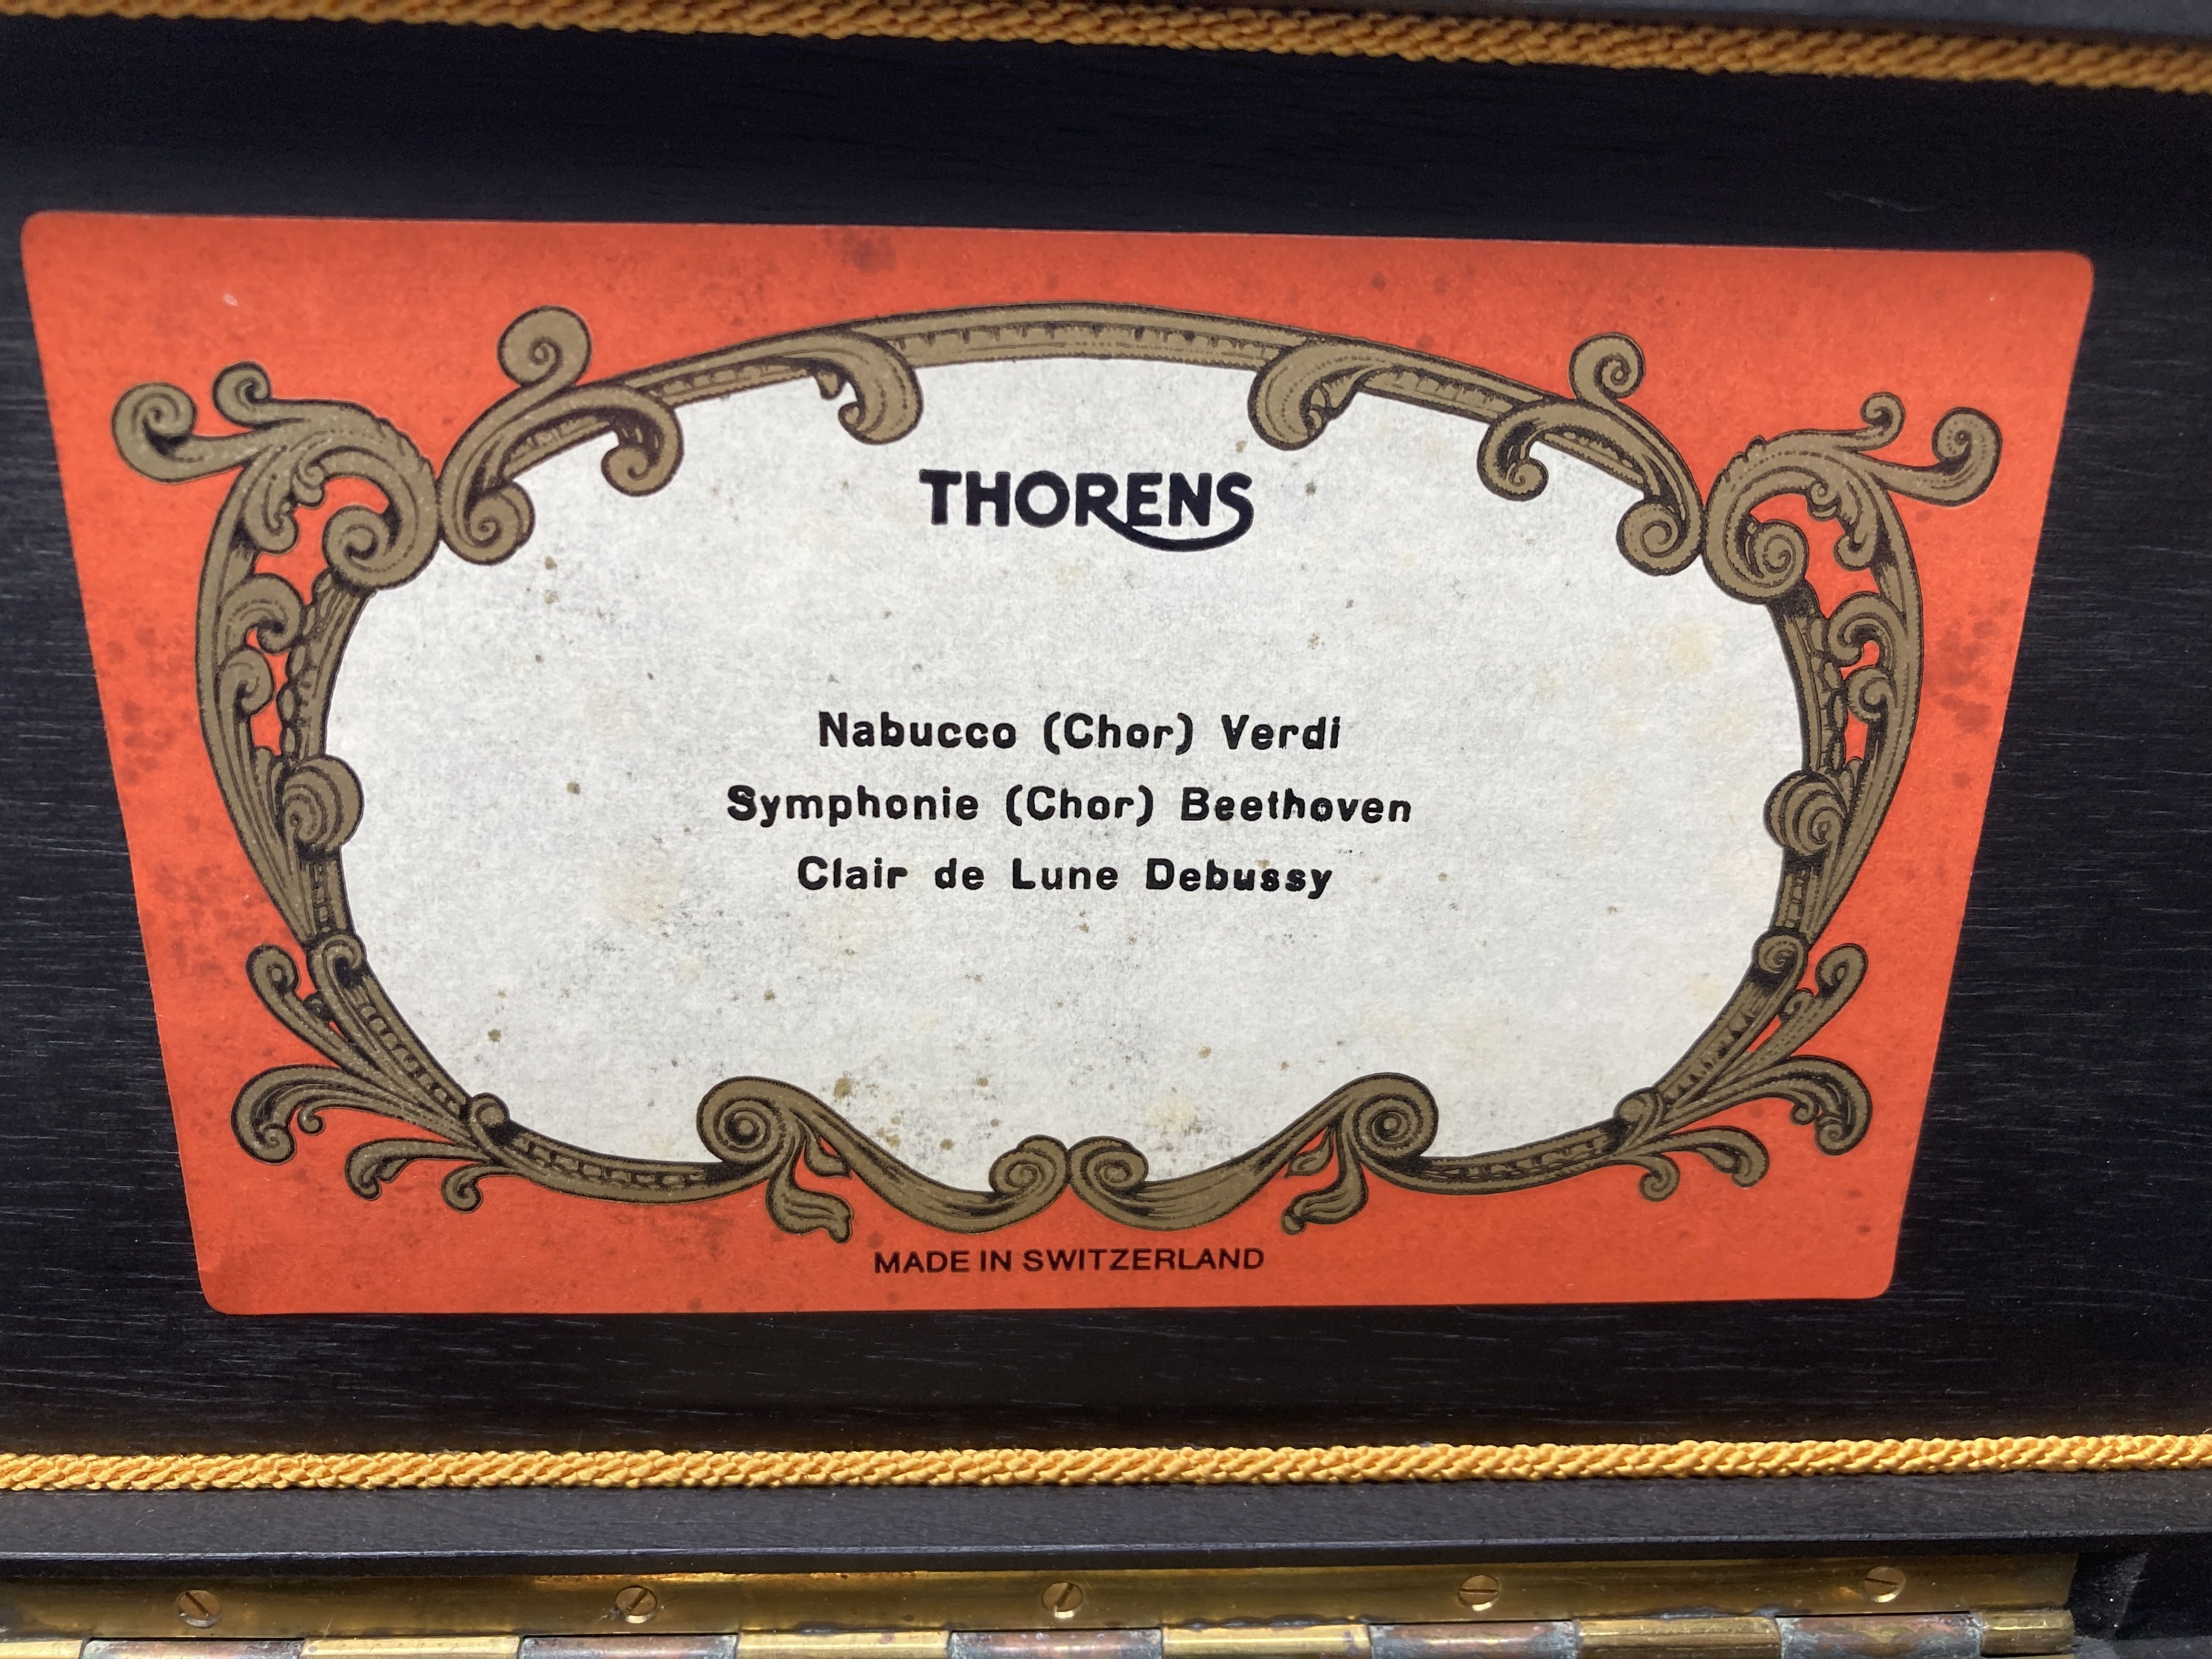 THORENS
Nabucco (Chor) Verdi
Symphonie (Chor) Beethoven
Clair de Lune Debussy
MADE IN SWITZERLAND